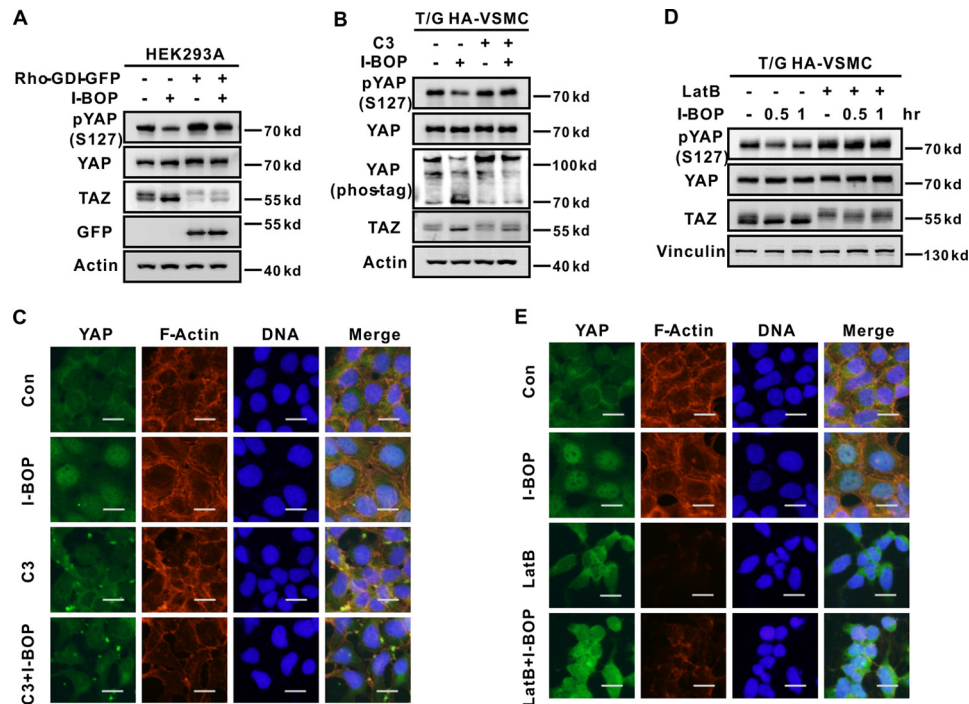 A
HEK293A
Rho-GDI-GFP - - + +
I-BOP - + - +
pYAP (S127) 70 kd
YAP 70 kd
TAZ 55 kd
GFP 55 kd
Actin 40 kd
B
T/G HA-VSMC
C3 - - + +
I-BOP - + - +
pYAP (S127) 70 kd
YAP 70 kd
YAP (phos-tag) 100 kd
70 kd
TAZ 55 kd
Actin 40 kd
D
T/G HA-VSMC
LatB - - - + + +
I-BOP - 0.5 1 - 0.5 1 hr
pYAP (S127) 70 kd
YAP 70 kd
TAZ 55 kd
Vinculin 130 kd
C
YAP F-Actin DNA Merge
Con
I-BOP
C3
C3+I-BOP
E
YAP F-Actin DNA Merge
Con
I-BOP
LatB
LatB+I-BOP